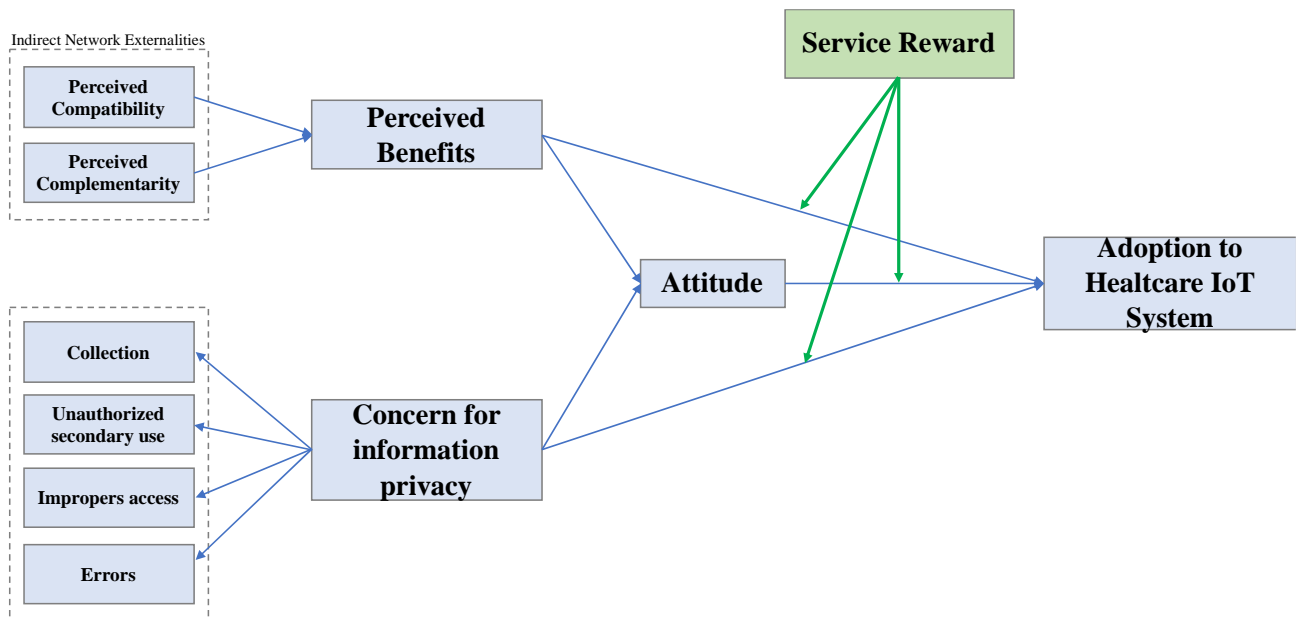 Indirect Network Externalities
Perceived
Compatibility
Perceived
Complementarity
Perceived
Benefits
Service Reward
Attitude
Adoption to
Healtcare IoT
System
Collection
Unauthorized
secondary use
Impropers access
Errors
Concern for
information
privacy